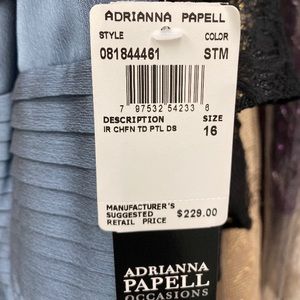 ADRIANNA PAPELL
STYLE COLOR
081844461 STM
7 97532 54233 6
DESCRIPTION SIZE
IR CHFN TD PTL DS 16
MANUFACTURER'S
SUGGESTED $229.00
RETAIL PRICE
ADRIANNA
PAPELL
OCCASIONS